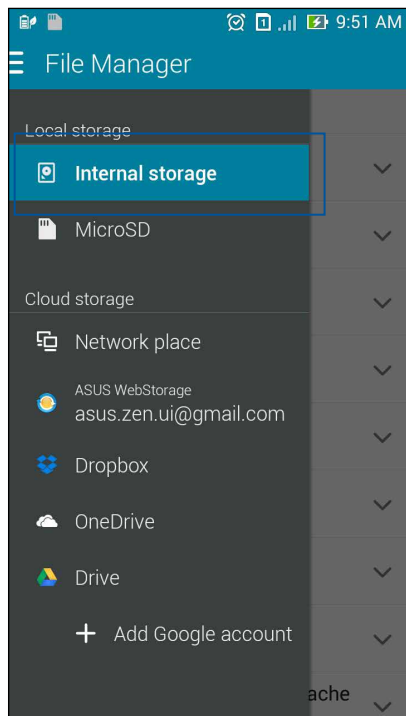 1 9:51 AM
File Manager
Local storage
Internal storage
MicroSD
Cloud storage
Network place
ASUS WebStorage
asus.zen.ui@gmail.com
Dropbox
OneDrive
Drive
+ Add Google account
ache